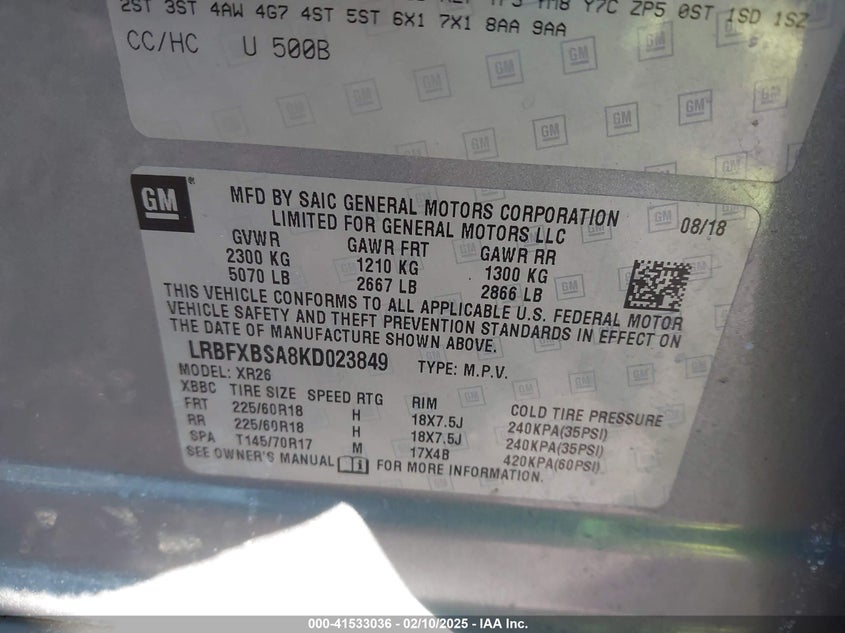 Y7C ZP5 0ST 1SD 1SZ
2ST 3ST 4AW 4G7 4ST 5ST 6X1 7X1 8AA 9AA
CC/HC U 500B
GM
MFD BY SAIC GENERAL MOTORS CORPORATION
LIMITED FOR GENERAL MOTORS LLC
08/18
GVWR GAWR FRT GAWR RR
2300 KG 1210 KG 1300 KG
5070 LB 2667 LB 2866 LB
THIS VEHICLE CONFORMS TO ALL APPLICABLE U.S. FEDERAL MOTOR
VEHICLE SAFETY AND THEFT PREVENTION STANDARDS IN EFFECT ON
THE DATE OF MANUFACTURE SHOWN ABOVE.
LRBFXBSA8KD023849 TYPE: M.P.V.
MODEL: XR26
XBBC TIRE SIZE SPEED RTG RIM COLD TIRE PRESSURE
FRT 225/60R18 H 18X7.5J 240KPA(35PSI)
RR 225/60R18 H 18X7.5J 240KPA(35PSI)
SPA T145/70R17 M 17X4B 420KPA(60PSI)
SEE OWNER'S MANUAL FOR MORE INFORMATION.
000-41533036 - 02/10/2025 - IAA Inc.